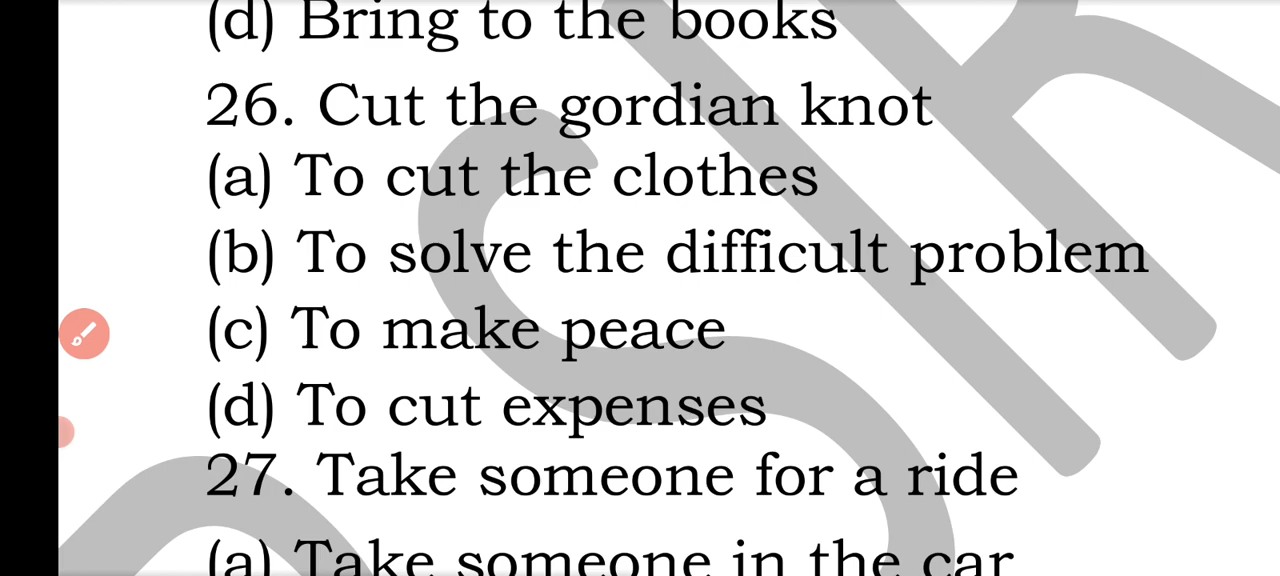 (d) Bring to the books
26. Cut the gordian knot
(a) To cut the clothes
(b) To solve the difficult problem
(c) To make peace
(d) To cut expenses
27. Take someone for a ride
(a) Take someone in the car